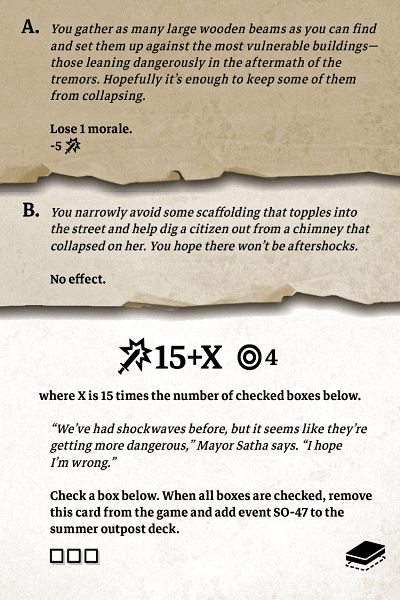 A. You gather as many large wooden beams as you can find
and set them up against the most vulnerable buildings—
those leaning dangerously in the aftermath of the
tremors. Hopefully it's enough to keep some of them
from collapsing.
Lose 1 morale.
-5
B. You narrowly avoid some scaffolding that topples into
the street and help dig a citizen out from a chimney that
collapsed on her. You hope there won't be aftershocks.
No effect.
15+X 4
where X is 15 times the number of checked boxes below.
“We've had shockwaves before, but it seems like they're
getting more dangerous,” Mayor Satha says. “I hope
I'm wrong.”
Check a box below. When all boxes are checked, remove
this card from the game and add event SO-47 to the
summer outpost deck.